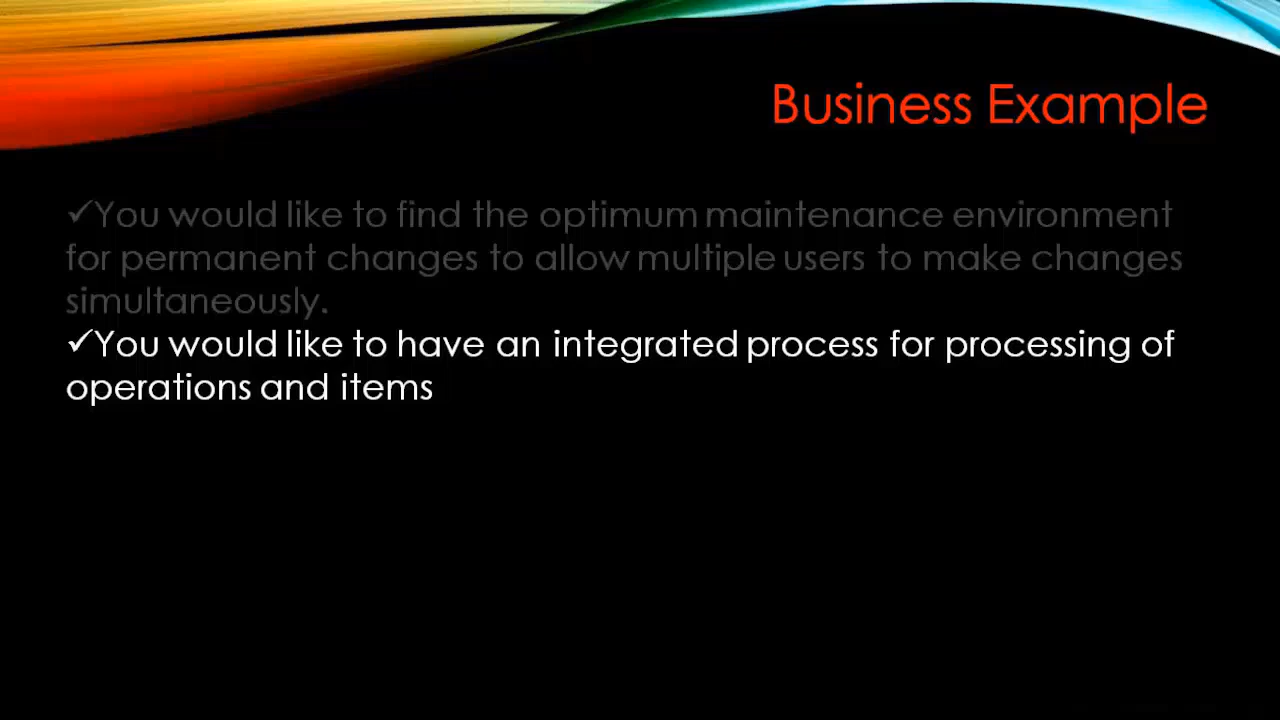 Business Example
✓You would like to find the optimum maintenance environment
for permanent changes to allow multiple users to make changes
simultaneously.
✓You would like to have an integrated process for processing of
operations and items